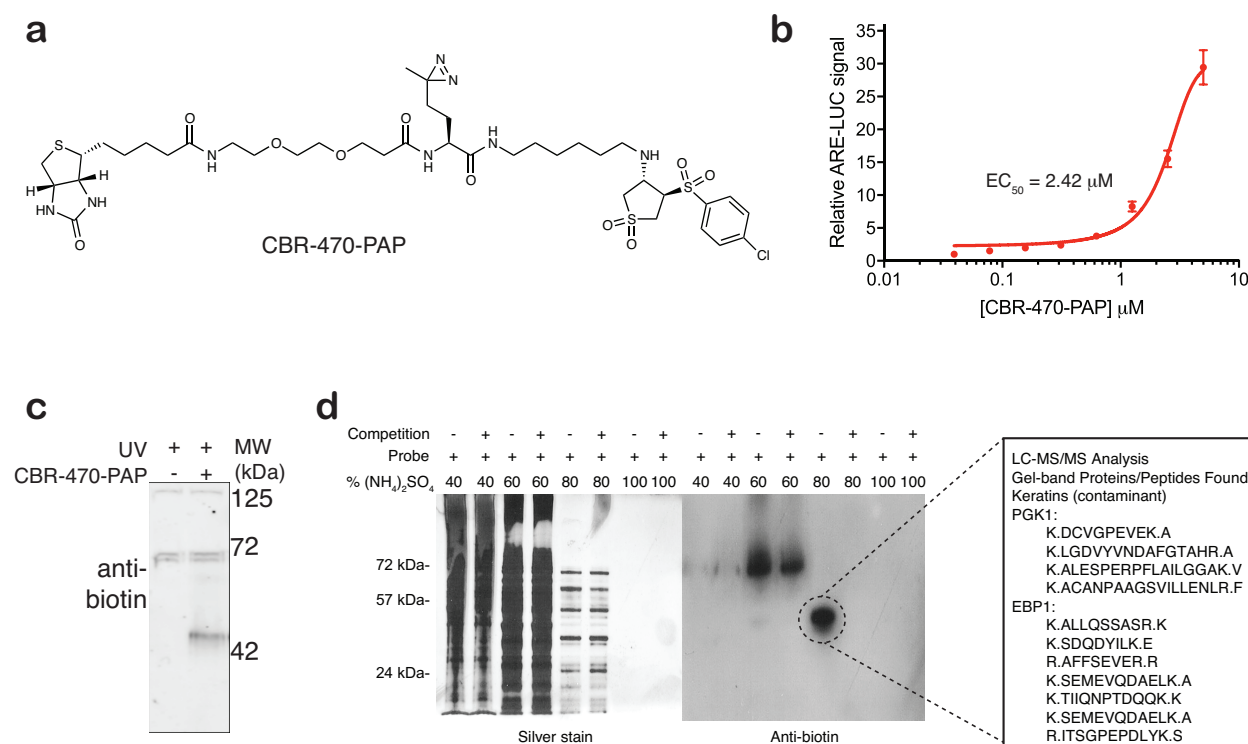 a
N
N
O
S
N
H
O
O
O
N
H
O
N
H
HN
O
O
S
S
O
O
Cl
H
H
HN
NH
O
CBR-470-PAP
b
Relative ARE-LUC signal
35
30
25
20
15
10
5
0
EC50 = 2.42 μM
0.01 0.1 1 10
[CBR-470-PAP] μM
c
UV + + MW
CBR-470-PAP - + (kDa)
125
72
42
anti-
biotin
d
Competition - + - + - + - + - + - + - + - +
Probe + + + + + + + + + + + + + + + +
% (NH4)2SO4 40 40 60 60 80 80 100 100 40 40 60 60 80 80 100 100
72 kDa-
57 kDa-
24 kDa-
Silver stain Anti-biotin
LC-MS/MS Analysis
Gel-band Proteins/Peptides Found
Keratins (contaminant)
PGK1:
K.DCVGPEVEK.A
K.LGDVYVNDAFGTAHR.A
K.ALESPERPFLAILGGAK.V
K.ACANPAAGSVILLENLR.F
EBP1:
K.ALLQSSASR.K
K.SDQDYILK.E
R.AFFSEVER.R
K.SEMEVQDAELK.A
K.TIIQNPTDQQK.K
K.SEMEVQDAELK.A
R.ITSGPEPDLYK.S